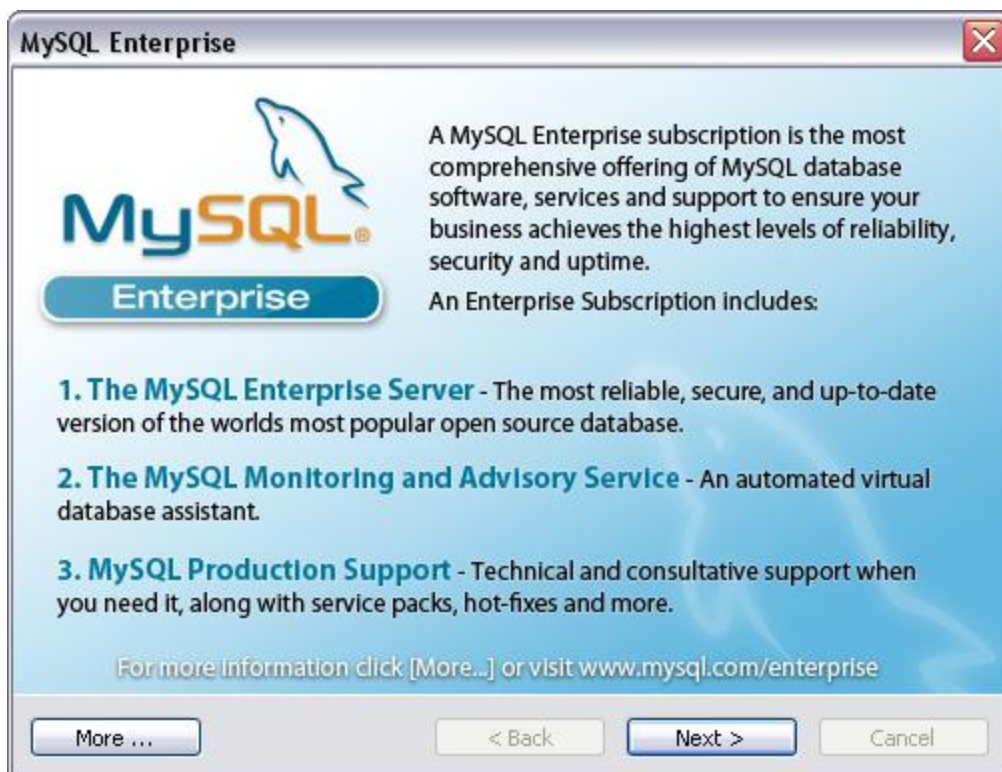 MySQL Enterprise
MySQL®
Enterprise
A MySQL Enterprise subscription is the most
comprehensive offering of MySQL database
software, services and support to ensure your
business achieves the highest levels of reliability,
security and uptime.
An Enterprise Subscription includes:
1. The MySQL Enterprise Server - The most reliable, secure, and up-to-date
version of the worlds most popular open source database.
2. The MySQL Monitoring and Advisory Service - An automated virtual
database assistant.
3. MySQL Production Support - Technical and consultative support when
you need it, along with service packs, hot-fixes and more.
For more information click [More...] or visit www.mysql.com/enterprise
More ...
< Back
Next >
Cancel